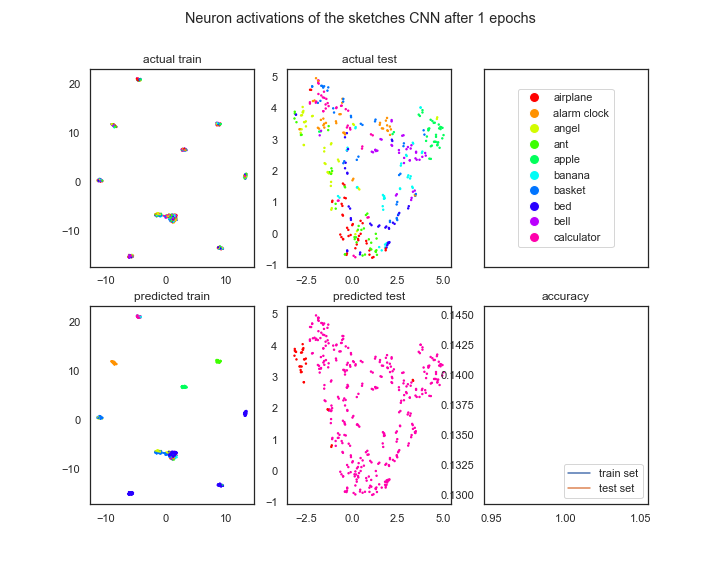 Neuron activations of the sketches CNN after 1 epochs
actual train
actual test
20
10
0
−10
−10
0
10
5
4
3
2
1
0
−1
−2.5
0.0
2.5
5.0
airplane
alarm clock
angel
ant
apple
banana
basket
bed
bell
calculator
predicted train
predicted test
accuracy
20
10
0
−10
−10
0
10
5
4
3
2
1
0
−1
−2.5
0.0
2.5
5.0
0.1450
0.1425
0.1400
0.1375
0.1350
0.1325
0.1300
train set
test set
0.95
1.00
1.05